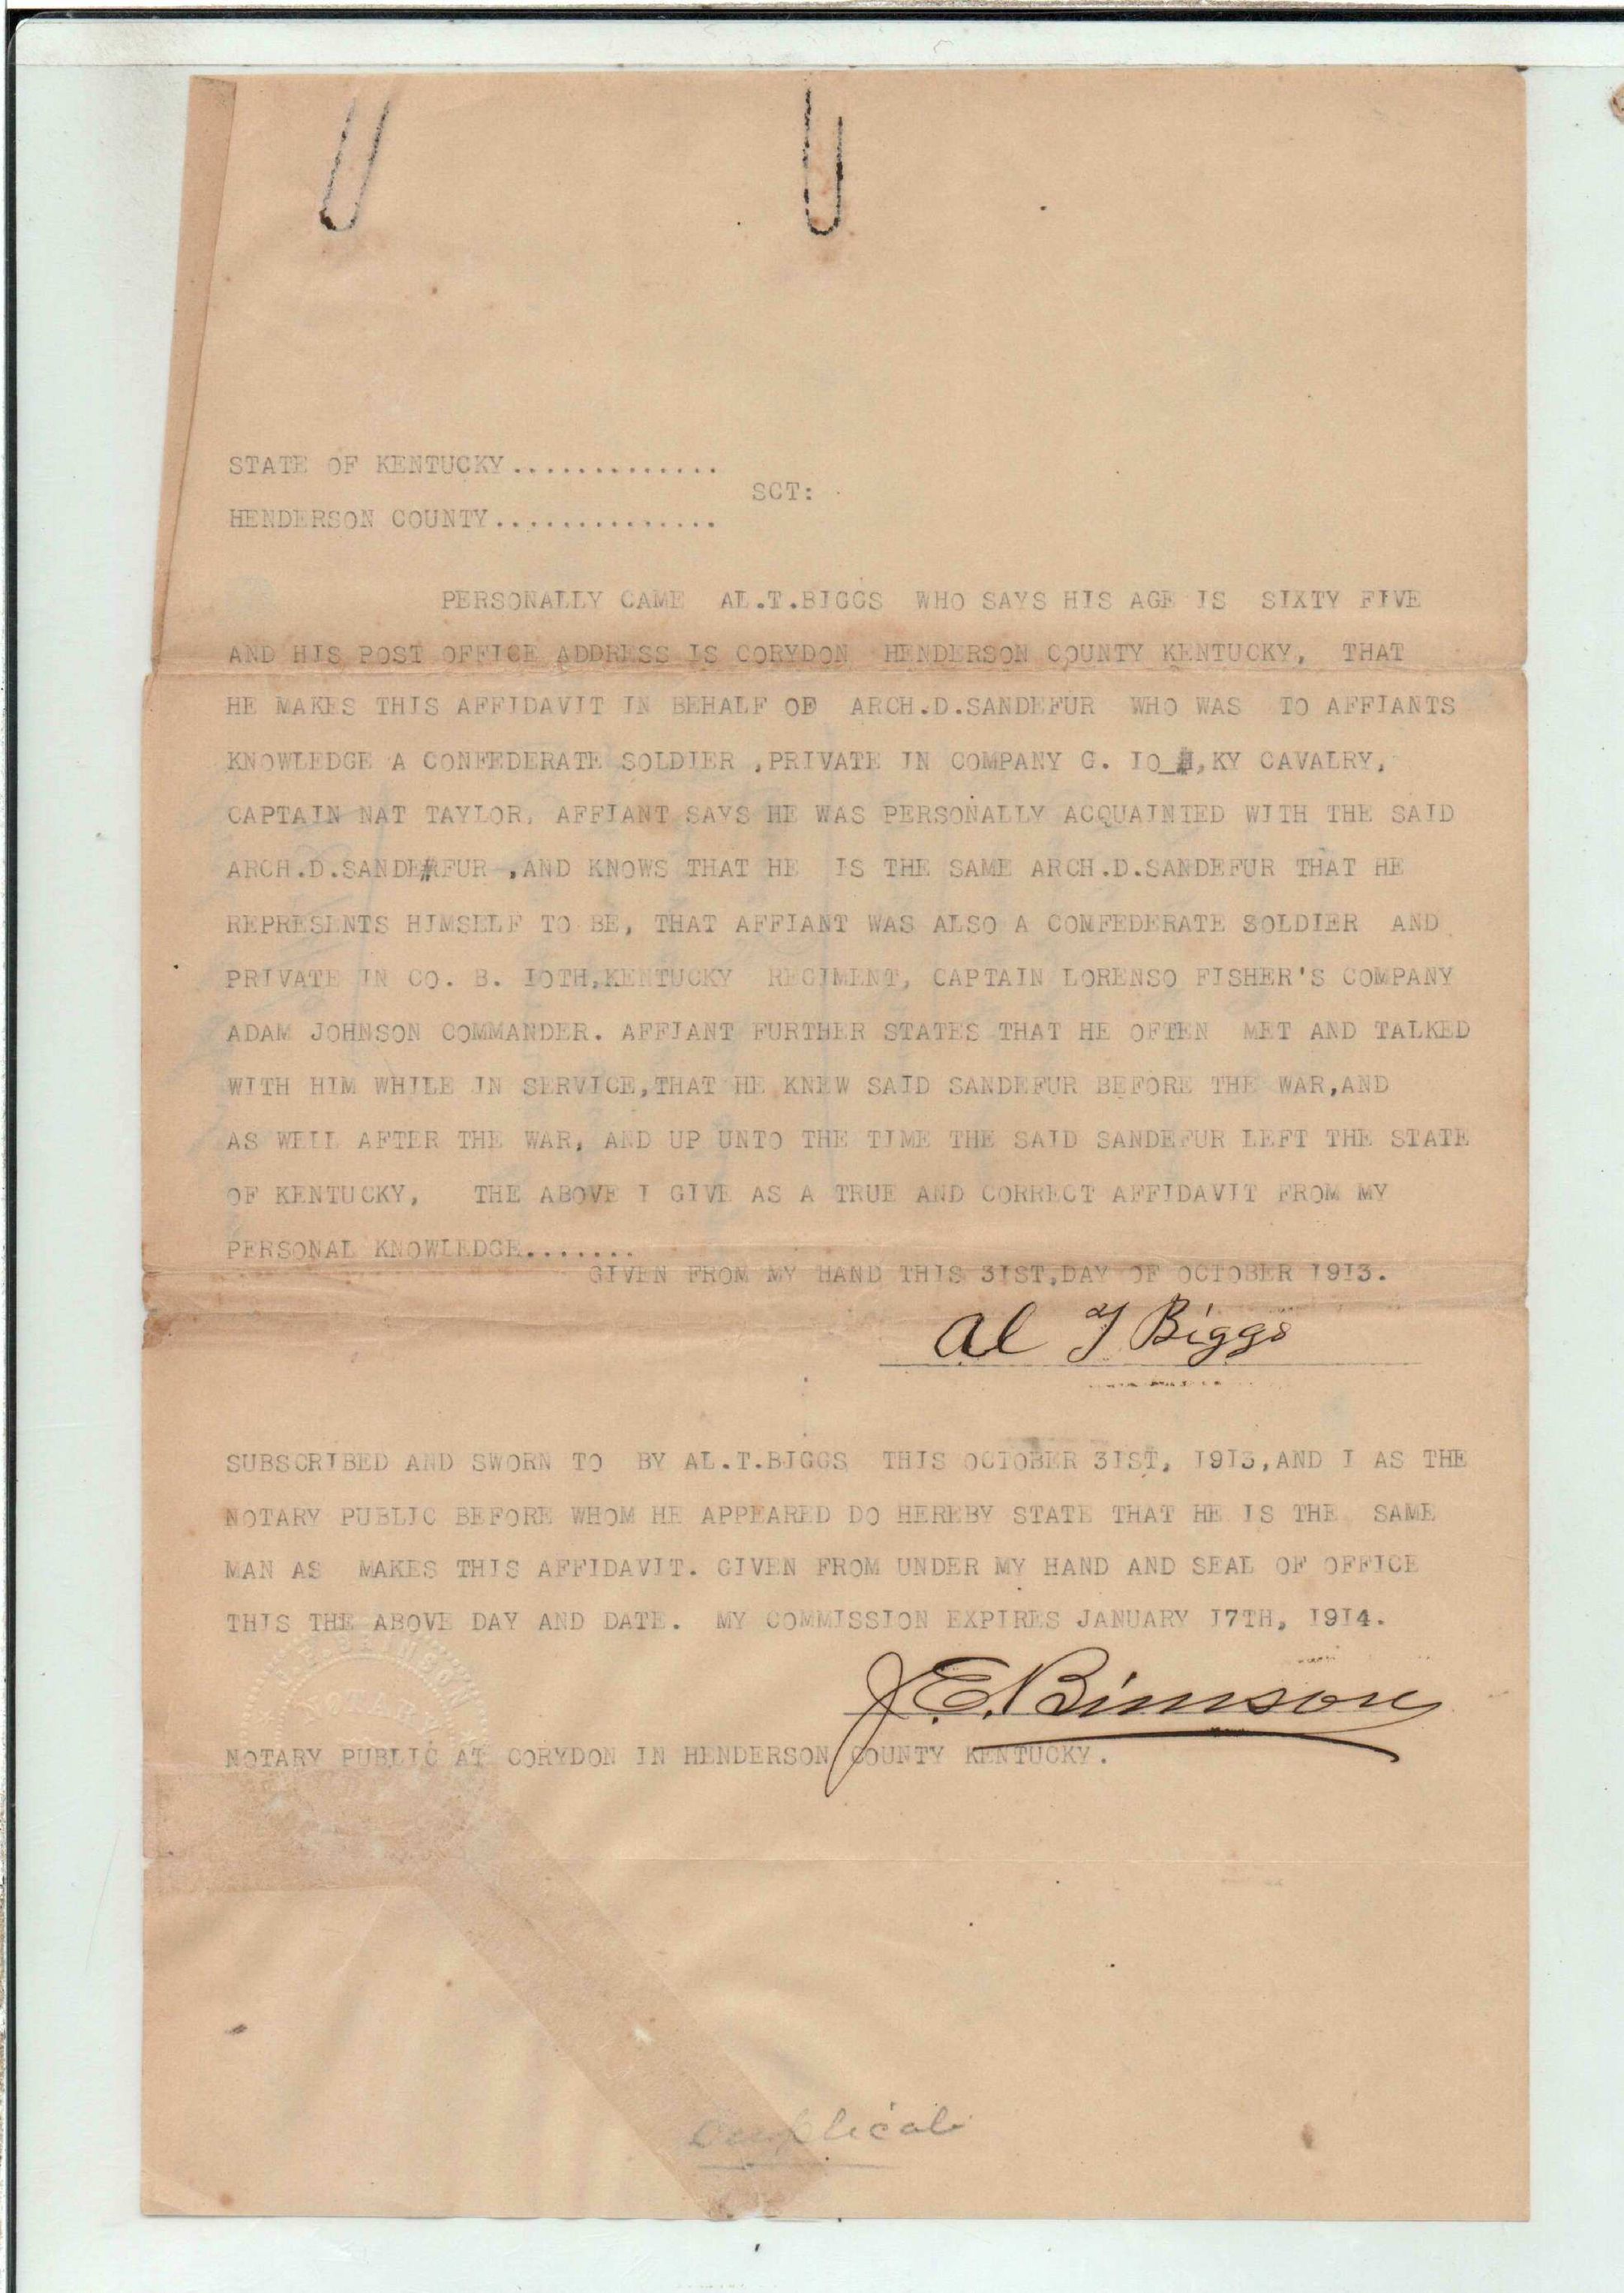 STATE OF KENTUCKY.............
SCT:
HENDERSON COUNTY..............
PERSONALLY CAME AL.T.BIGGS WHO SAYS HIS AGE IS SIXTY FIVE
AND HIS POST OFFICE ADDRESS IS CORYDON HENDERSON COUNTY KENTUCKY, THAT
HE MAKES THIS AFFIDAVIT IN BEHALF OF ARCH.D.SANDEFUR WHO WAS TO AFFIANTS
KNOWLEDGE A CONFEDERATE SOLDIER ,PRIVATE IN COMPANY G. IO ,KY CAVALRY,
CAPTAIN NAT TAYLOR, AFFIANT SAYS HE WAS PERSONALLY ACQUAINTED WITH THE SAID
ARCH.D.SANDERFUR ,AND KNOWS THAT HE IS THE SAME ARCH.D.SANDEFUR THAT HE
REPRESENTS HIMSELF TO BE, THAT AFFIANT WAS ALSO A COMFEDERATE SOLDIER AND
PRIVATE IN CO. B. IOTH,KENTUCKY REGIMENT, CAPTAIN LORENSO FISHER'S COMPANY
ADAM JOHNSON COMMANDER. AFFIANT FURTHER STATES THAT HE OFTEN MET AND TALKED
WITH HIM WHILE IN SERVICE,THAT HE KNEW SAID SANDEFUR BEFORE THE WAR,AND
AS WELL AFTER THE WAR, AND UP UNTO THE TIME THE SAID SANDEFUR LEFT THE STATE
OF KENTUCKY, THE ABOVE I GIVE AS A TRUE AND CORRECT AFFIDAVIT FROM MY
PERSONAL KNOWLEDGE.......
GIVEN FROM MY HAND THIS 3IST,DAY OF OCTOBER I9I3.
Al T Biggs
SUBSCRIBED AND SWORN TO BY AL.T.BIGGS THIS OCTOBER 3IST, I9I3,AND I AS THE
NOTARY PUBLIC BEFORE WHOM HE APPEARED DO HEREBY STATE THAT HE IS THE SAME
MAN AS MAKES THIS AFFIDAVIT. GIVEN FROM UNDER MY HAND AND SEAL OF OFFICE
THIS THE ABOVE DAY AND DATE. MY COMMISSION EXPIRES JANUARY I7TH, I9I4.
J.E. Bimson
NOTARY
NOTARY PUBLIC AT CORYDON IN HENDERSON COUNTY KENTUCKY.
Duplicat